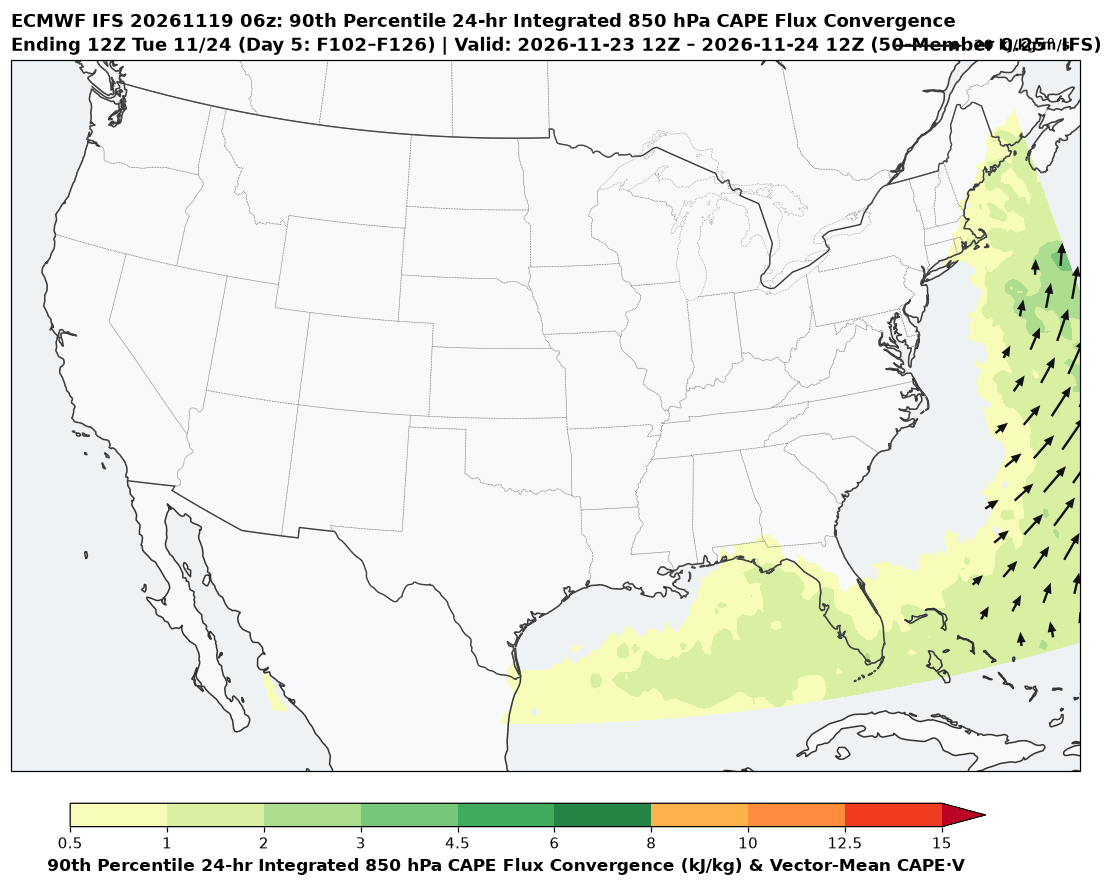 ECMWF IFS 20261119 06z: 90th Percentile 24-hr Integrated 850 hPa CAPE Flux Convergence
Ending 12Z Tue 11/24 (Day 5: F102–F126) | Valid: 2026-11-23 12Z – 2026-11-24 12Z (50-Member 0.25° IFS)
0.5 1 2 3 4.5 6 8 10 12.5 15
90th Percentile 24-hr Integrated 850 hPa CAPE Flux Convergence (kJ/kg) & Vector-Mean CAPE·V